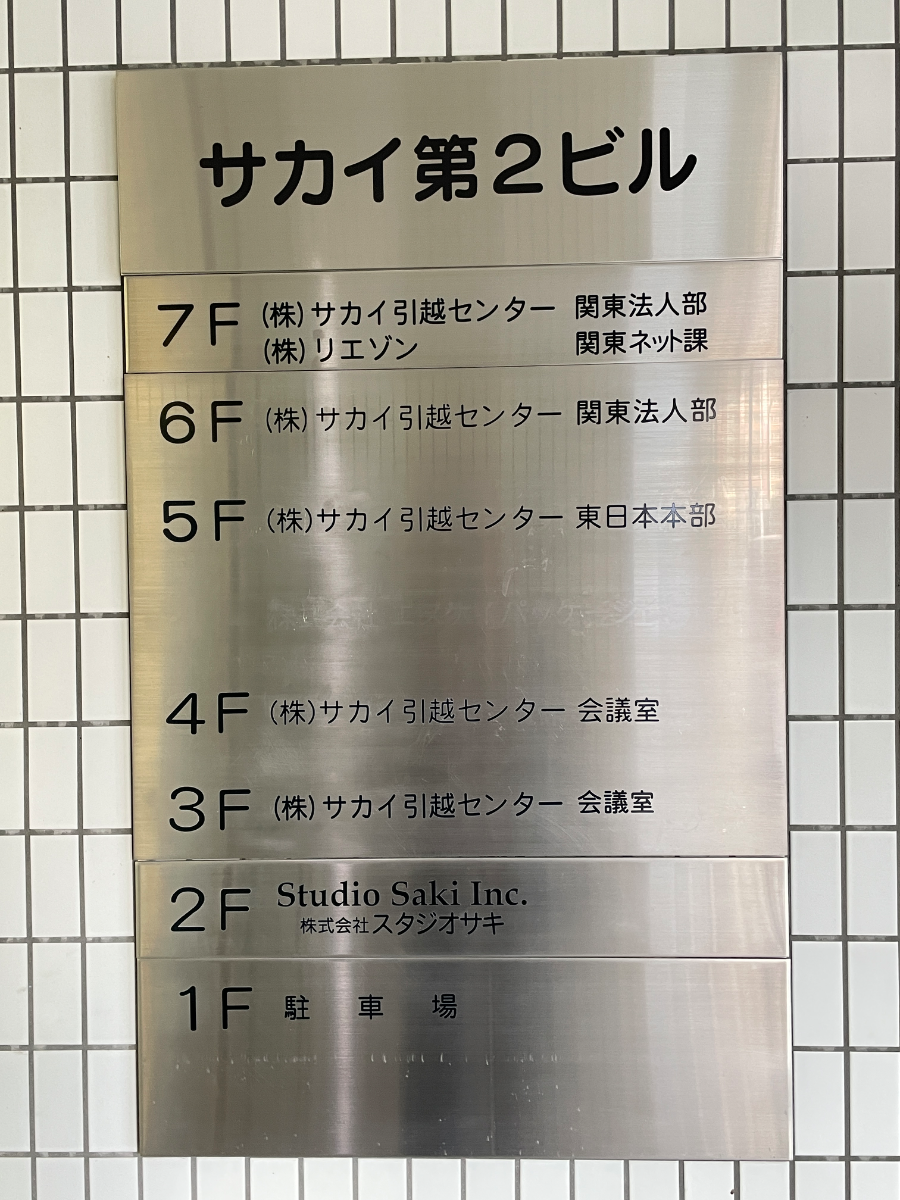 サカイ第2ビル
7F (株)サカイ引越センター 関東法人部
(株)リエゾン 関東ネット課
6F (株)サカイ引越センター 関東法人部
5F (株)サカイ引越センター 東日本本部
4F (株)サカイ引越センター 会議室
3F (株)サカイ引越センター 会議室
2F Studio Saki Inc.
株式会社スタジオサキ
1F 駐車場